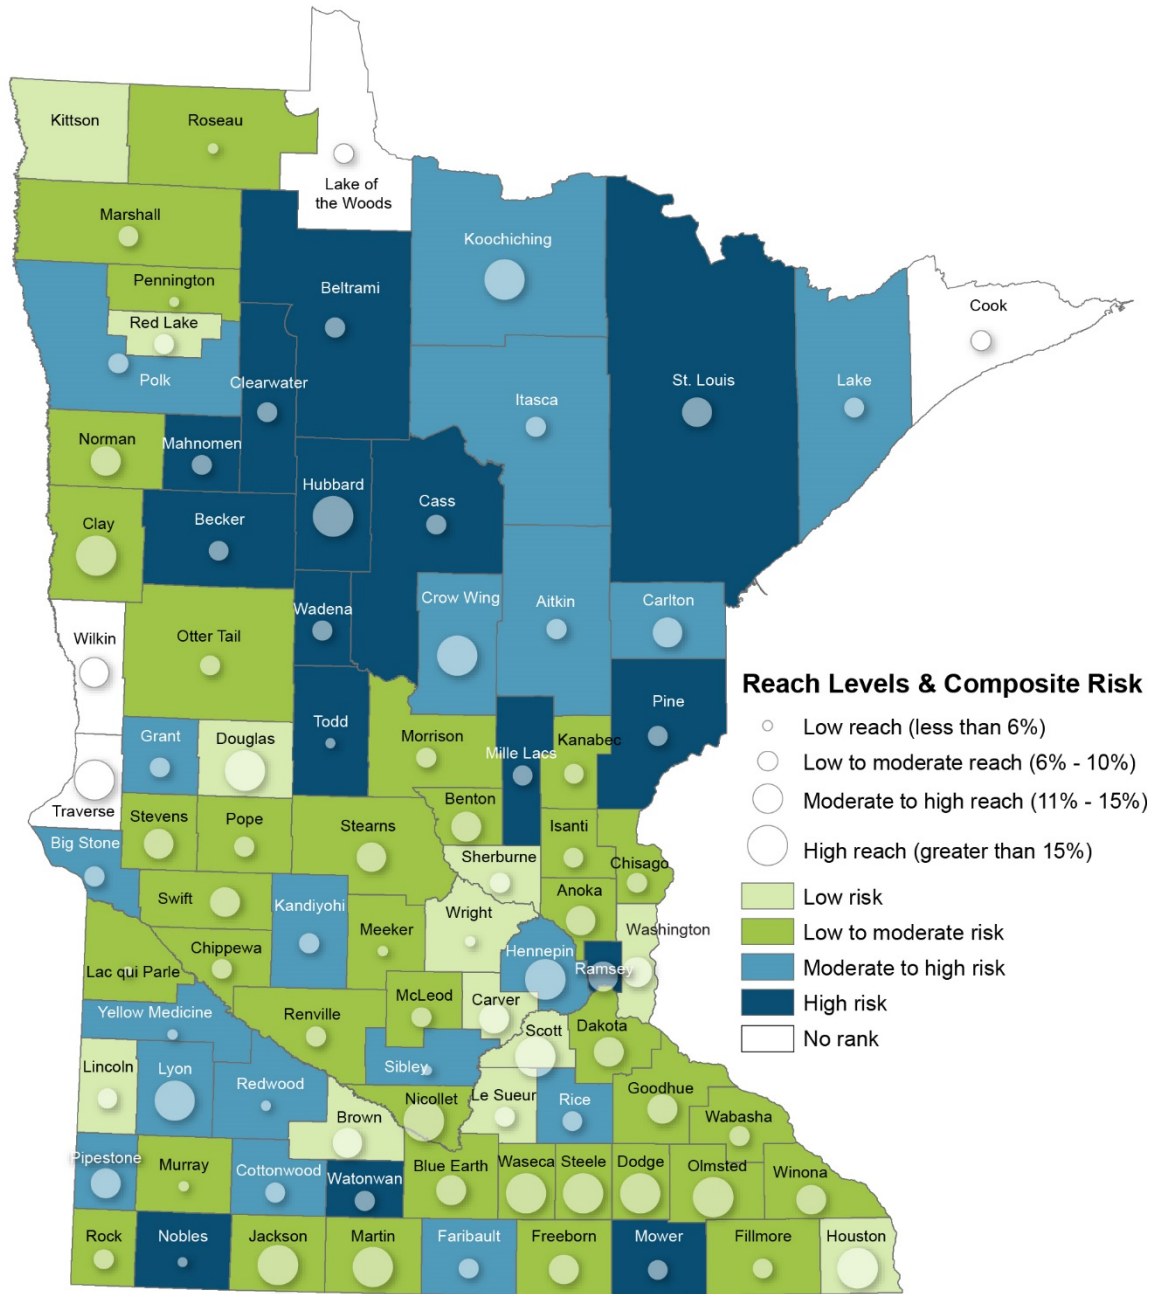 Kittson
Roseau
Lake of
the Woods
Marshall
Koochiching
Pennington
Beltrami
Red Lake
Cook
Polk
Clearwater
Itasca
St. Louis
Lake
Norman
Mahnomen
Hubbard
Cass
Clay
Becker
Crow Wing
Aitkin
Carlton
Wadena
Wilkin
Otter Tail
Reach Levels & Composite Risk
Low reach (less than 6%)
Low to moderate reach (6% - 10%)
Moderate to high reach (11% - 15%)
High reach (greater than 15%)
Low risk
Low to moderate risk
Moderate to high risk
High risk
No rank
Pine
Todd
Grant
Douglas
Morrison
Mille Lacs
Kanabec
Traverse
Benton
Stevens
Pope
Stearns
Isanti
Big Stone
Sherburne
Chisago
Swift
Anoka
Kandiyohi
Wright
Meeker
Washington
Chippewa
Hennepin
Lac qui Parle
Ramsey
McLeod
Carver
Yellow Medicine
Renville
Scott
Dakota
Lincoln
Lyon
Sibley
Redwood
Le Sueur
Rice
Goodhue
Nicollet
Brown
Wabasha
Pipestone
Murray
Cottonwood
Watonwan
Blue Earth
Waseca
Steele
Dodge
Olmsted
Winona
Rock
Nobles
Jackson
Martin
Faribault
Freeborn
Mower
Fillmore
Houston